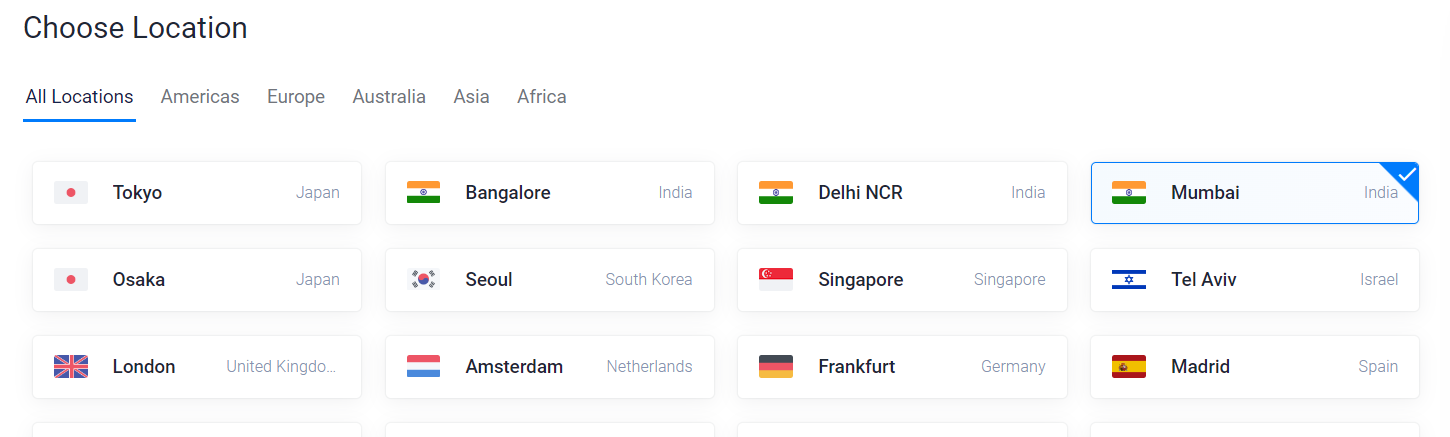 Choose Location
All Locations Americas Europe Australia Asia Africa
Tokyo Japan Bangalore India Delhi NCR India Mumbai India
Osaka Japan Seoul South Korea Singapore Singapore Tel Aviv Israel
London United Kingdo... Amsterdam Netherlands Frankfurt Germany Madrid Spain